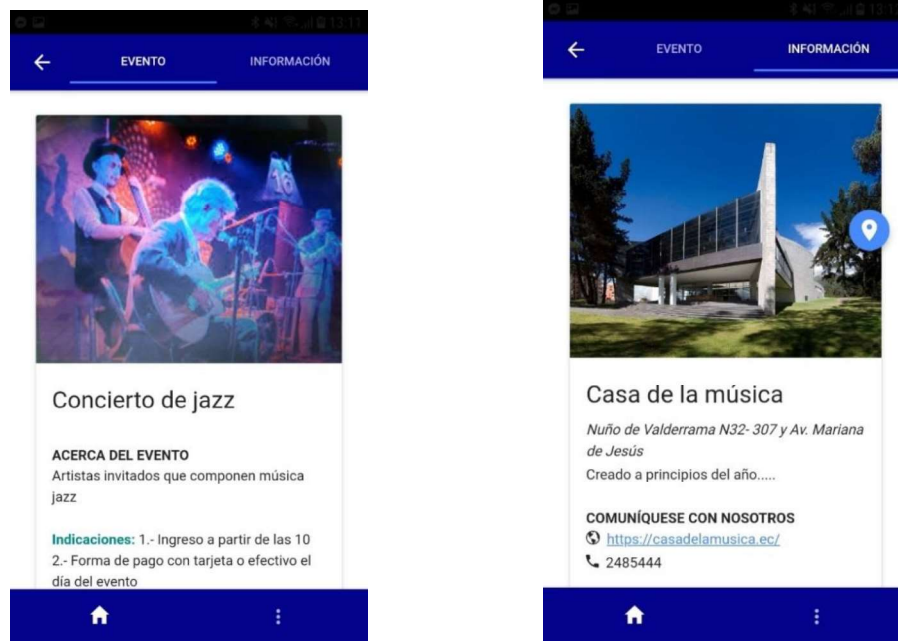 13:11
EVENTO INFORMACIÓN
16
Concierto de jazz
ACERCA DEL EVENTO
Artistas invitados que componen música
jazz
Indicaciones: 1.- Ingreso a partir de las 10
2.- Forma de pago con tarjeta o efectivo el
día del evento
EVENTO INFORMACIÓN
Casa de la música
Nuño de Valderrama N32- 307 y Av. Mariana
de Jesús
Creado a principios del año.....
COMUNÍQUESE CON NOSOTROS
https://casadelamusica.ec/
2485444